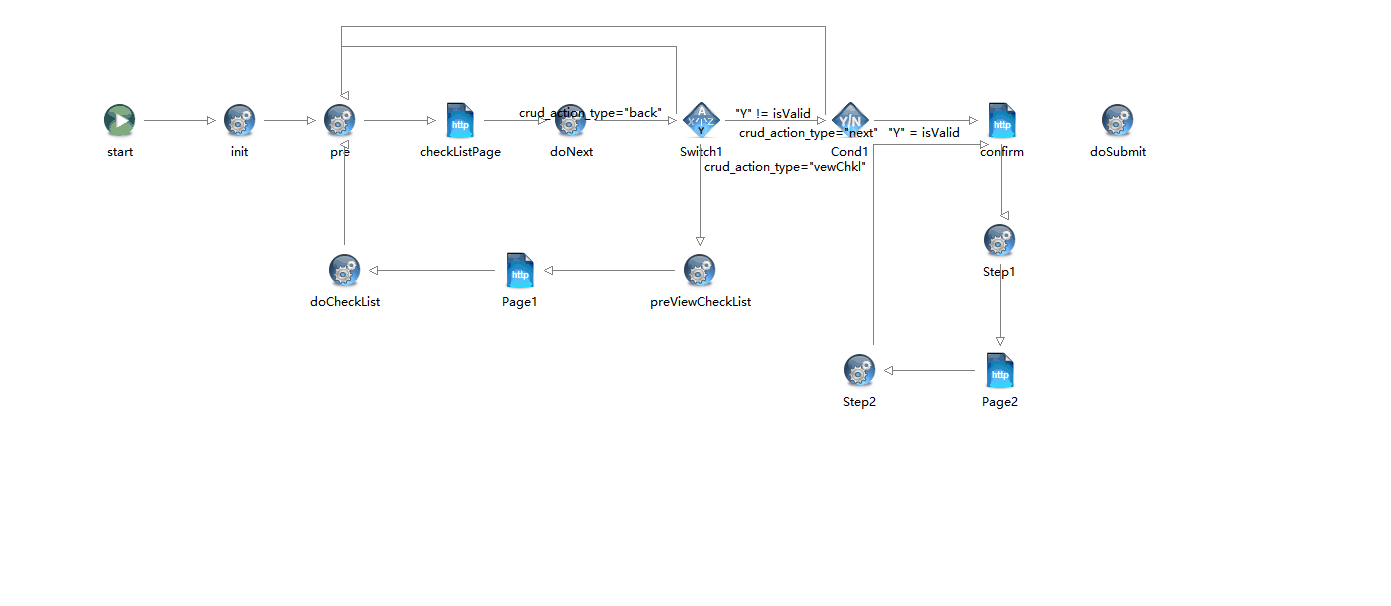 crud_action_type="back"
"Y" != isValid
A
X Y Z
Y
Y/N
http
http
crud_action_type="next"
"Y" = isValid
start
init
pre
checkListPage
doNext
Switch1
Cond1
confirm
doSubmit
crud_action_type="vewChkl"
http
Step1
doCheckList
Page1
preViewCheckList
http
Step2
Page2